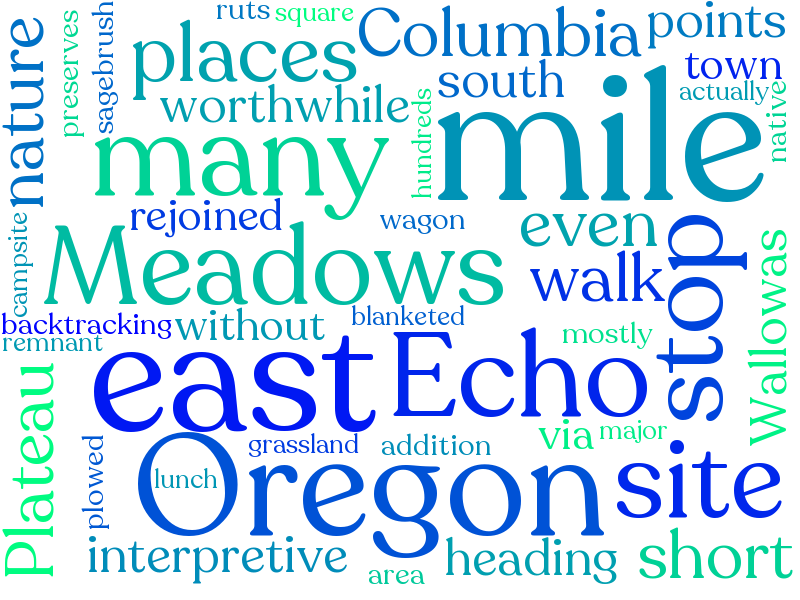 ruts square
Columbia points
places
nature preserves sagebrush
south town
worthwhile hundreds actually native
many mile
rejoined wagon even
campsite Meadows walk stop Wallowas
backtracking without blanketed
remnant mostly
east Echo
Plateau plowed grassland addition via major
lunch Oregon site
interpretive heading short
area